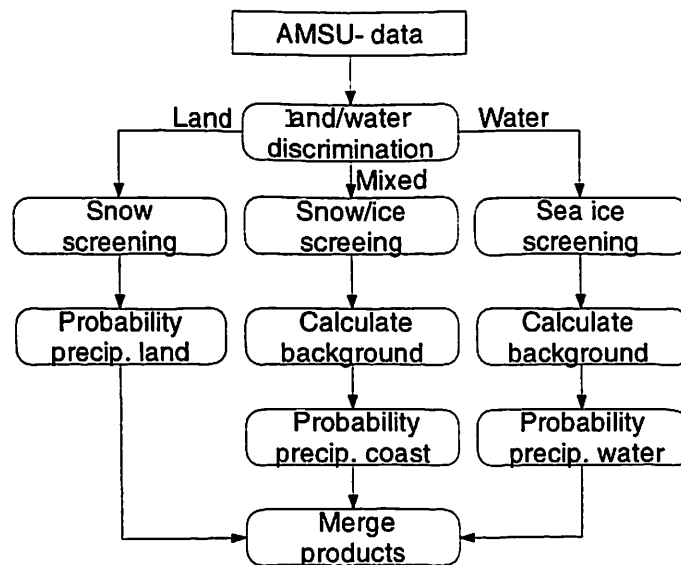 AMSU- data
Land
land/water
discrimination
Water
Mixed
Snow
screening
Snow/ice
screeing
Sea ice
screening
Probability
precip. land
Calculate
background
Calculate
background
Probability
precip. coast
Probability
precip. water
Merge
products